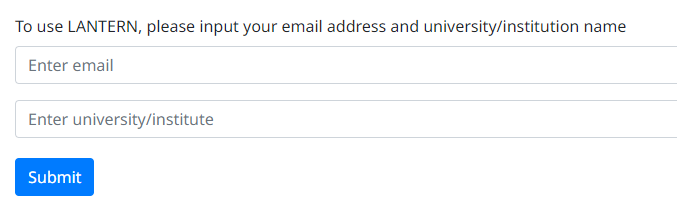 To use LANTERN, please input your email address and university/institution name
Enter email
Enter university/institute
Submit